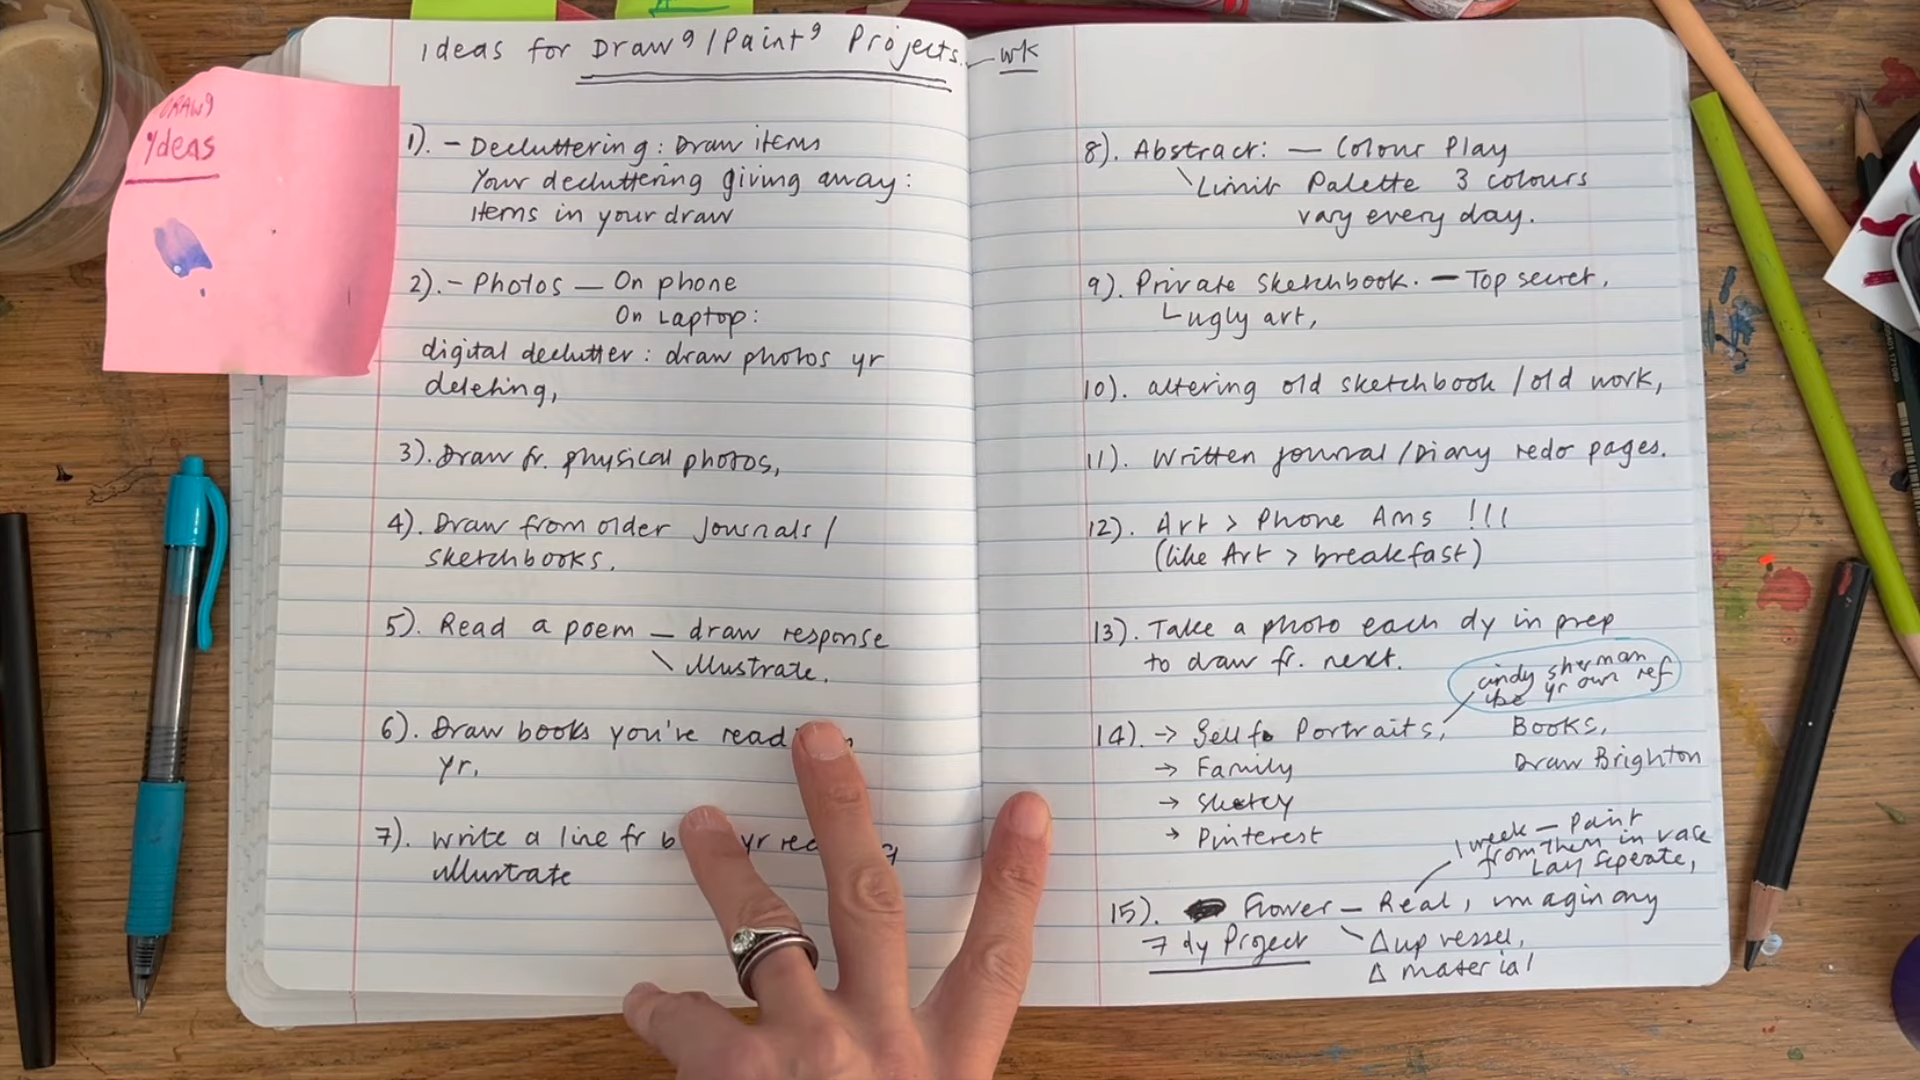 Ideas for Drawg / Paintg Projects. — wk
DRAWg
Ideas
1). - Decluttering : Draw items
Your decluttering giving away :
items in your draw
2). - Photos — On phone
On Laptop :
digital declutter : draw photos yr
deleting,
3). Draw fr. physical photos,
4). Draw from older Journals /
sketchbooks.
5). Read a poem — draw response
\ illustrate.
6). Draw books you've read
yr.
7). Write a line fr yr
illustrate
8). Abstract: — Colour Play
\ Limit Palette 3 colours
vary every day.
9). Private Sketchbook. — Top secret,
ugly art,
10). altering old sketchbook / old work,
11). Written journal / Diary redo pages.
12). Art > Phone Ams !!!
(like Art > breakfast)
13). Take a photo each dy in prep
to draw fr. next.
cindy sherman
use yr own ref
14). → Self Portraits, Books,
→ Family Draw Brighton
→ Sketcy
→ Pinterest
1 week — Paint
from them in vase
Lay seperate,
15). Flower — Real, imaginary
7 dy Project \ Δ up vessel,
Δ material